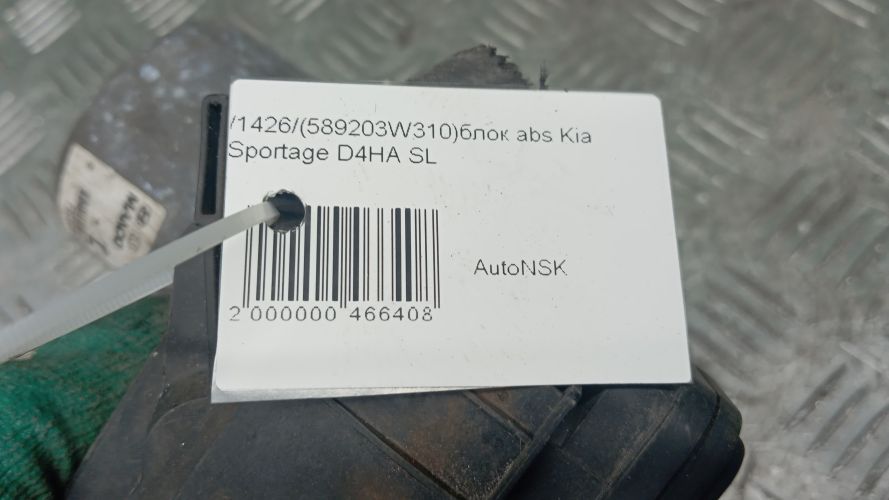 /1426/(589203W310)блок abs Kia
Sportage D4HA SL
AutoNSK
2 000000 466408